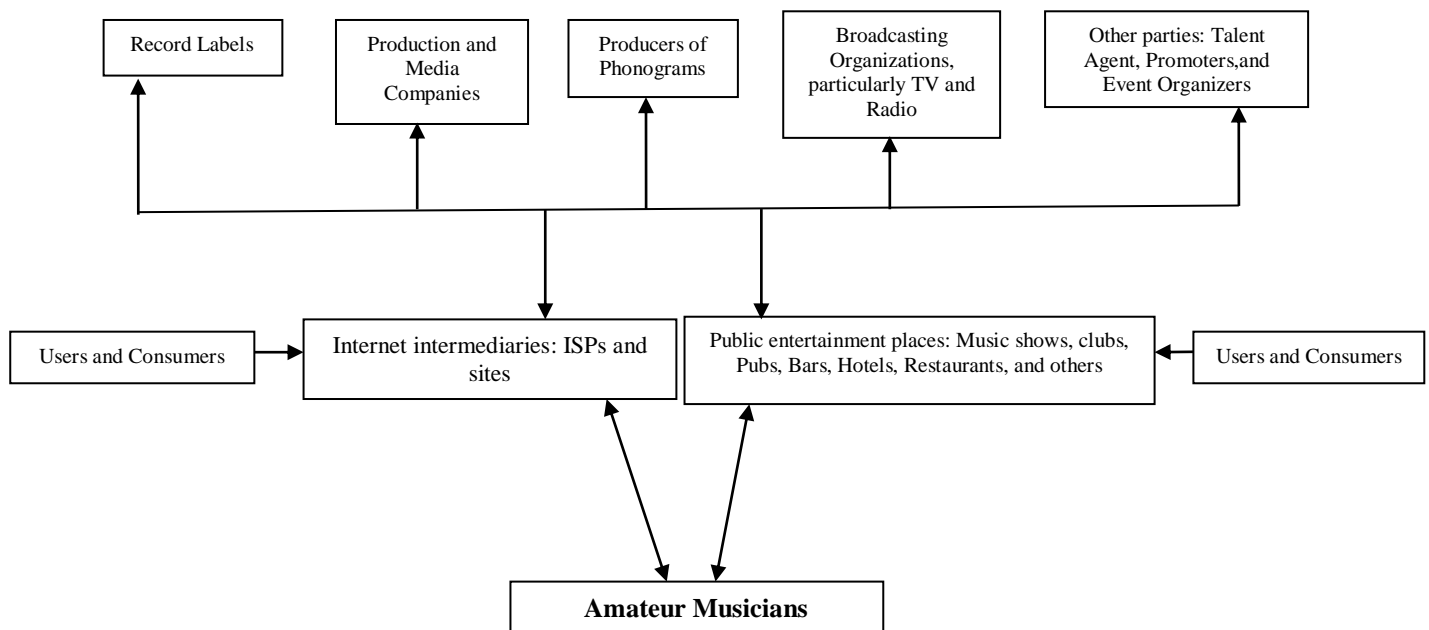 Record Labels
Production and
Media
Companies
Producers of
Phonograms
Broadcasting
Organizations,
particularly TV and
Radio
Other parties: Talent
Agent, Promoters,and
Event Organizers
Users and Consumers
Internet intermediaries: ISPs and
sites
Public entertainment places: Music shows, clubs,
Pubs, Bars, Hotels, Restaurants, and others
Users and Consumers
Amateur Musicians